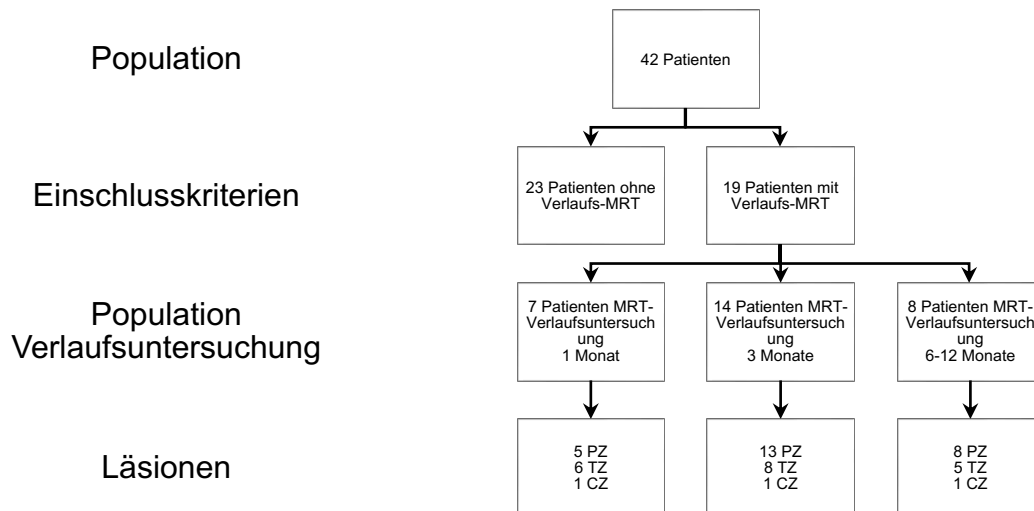 Population
42 Patienten
Einschlusskriterien
23 Patienten ohne
Verlaufs-MRT
19 Patienten mit
Verlaufs-MRT
Population
Verlaufsuntersuchung
7 Patienten MRT-
Verlaufsuntersuch
ung
1 Monat
14 Patienten MRT-
Verlaufsuntersuch
ung
3 Monate
8 Patienten MRT-
Verlaufsuntersuch
ung
6-12 Monate
Läsionen
5 PZ
6 TZ
1 CZ
13 PZ
8 TZ
1 CZ
8 PZ
5 TZ
1 CZ